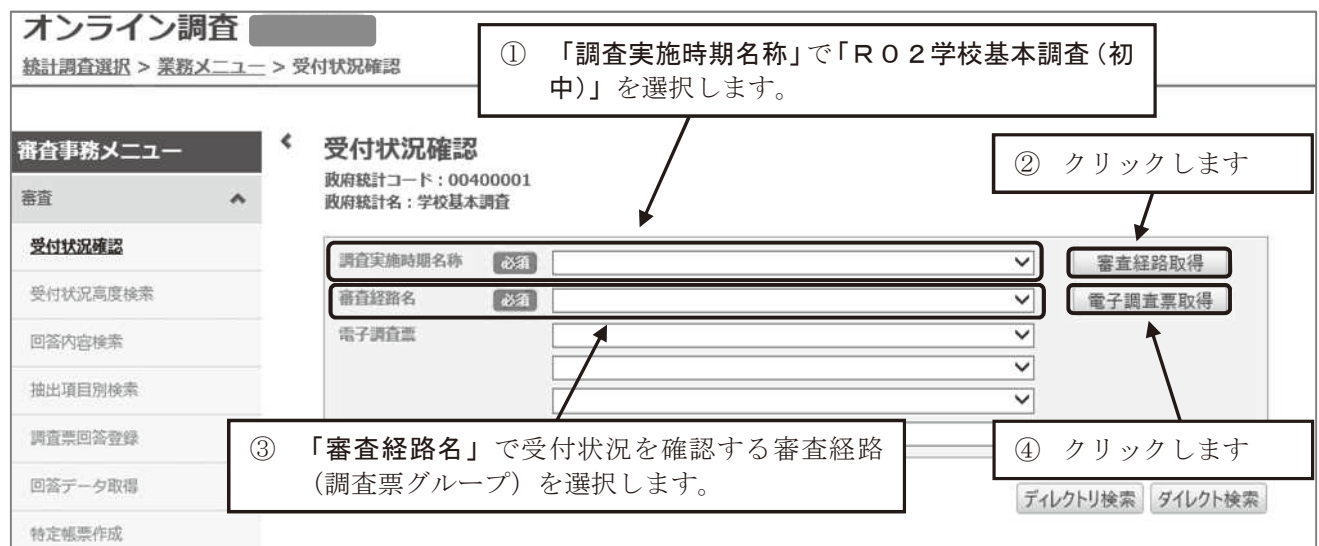 オンライン調査
統計調査選択 > 業務メニュー > 受付状況確認
① 「調査実施時期名称」で「R02学校基本調査(初
中)」を選択します。
審査事務メニュー
審査
受付状況確認
受付状況高度検索
回答内容検索
抽出項目別検索
調査票回答登録
回答データ取得
特定帳票作成
受付状況確認
政府統計コード:00400001
政府統計名:学校基本調査
② クリックします
調査実施時期名称 必須
審査経路取得
審査経路名 必須
電子調査票取得
電子調査票
③ 「審査経路名」で受付状況を確認する審査経路
(調査票グループ)を選択します。
④ クリックします
ディレクトリ検索 ダイレクト検索